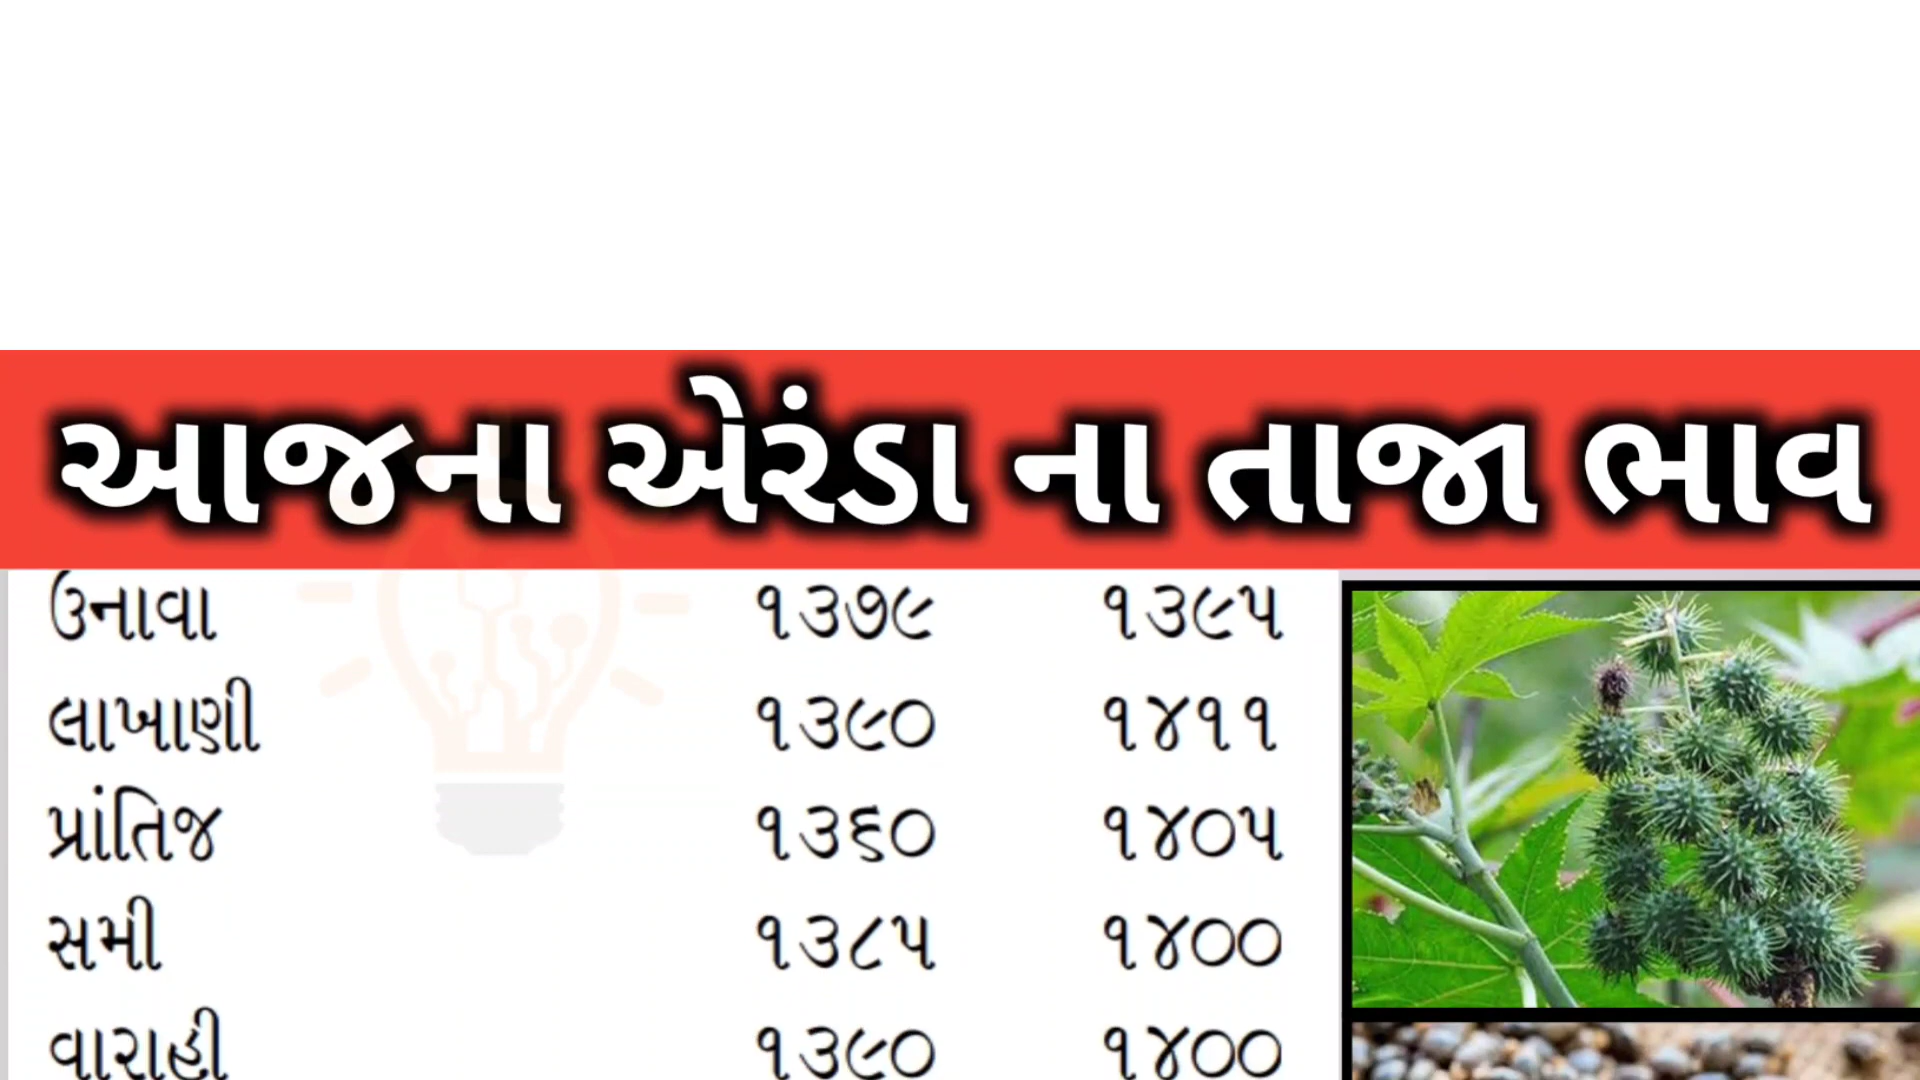 આજના એરંડા ના તાજા ભાવ
ઉનાવા ૧૩૭૯ ૧૩૯૫
લાખાણી ૧૩૯૦ ૧૪૧૧
પ્રાંતિજ ૧૩૬૦ ૧૪૦૫
સમી ૧૩૮૫ ૧૪૦૦
વારાહી ૧૩૯૦ ૧૪૦૦